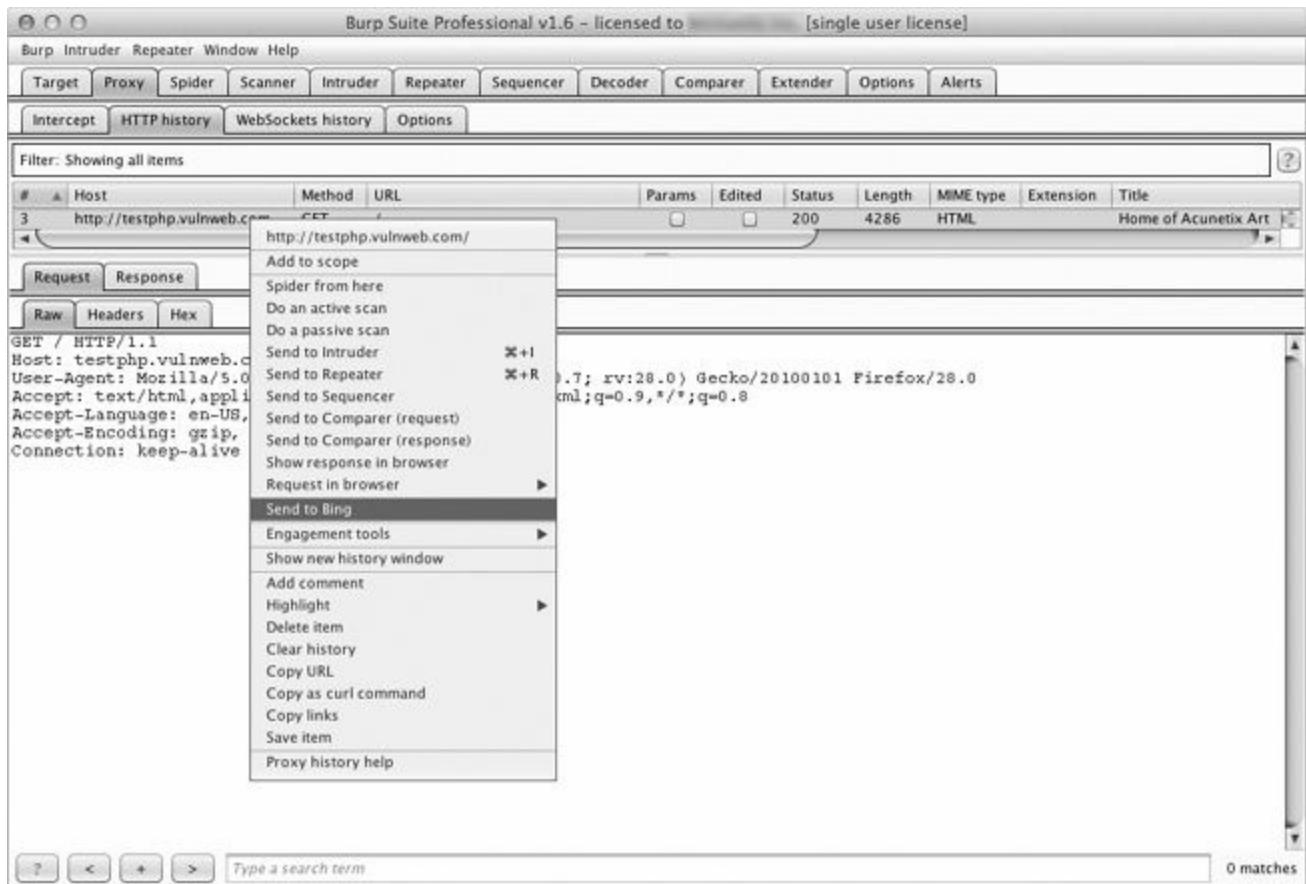 Burp Suite Professional v1.6 - licensed to [single user license]
Burp Intruder Repeater Window Help
Target Proxy Spider Scanner Intruder Repeater Sequencer Decoder Comparer Extender Options Alerts
Intercept HTTP history WebSockets history Options
Filter: Showing all items ?
# Host Method URL Params Edited Status Length MIME type Extension Title
3 http://testphp.vulnweb.com GET / 200 4286 HTML Home of Acunetix Art
Request Response
Raw Headers Hex
GET / HTTP/1.1
Host: testphp.vulnweb.c
User-Agent: Mozilla/5.0 .7; rv:28.0) Gecko/20100101 Firefox/28.0
Accept: text/html,appli ml;q=0.9,*/*;q=0.8
Accept-Language: en-US,
Accept-Encoding: gzip,
Connection: keep-alive
http://testphp.vulnweb.com/
Add to scope
Spider from here
Do an active scan
Do a passive scan
Send to Intruder ⌘+I
Send to Repeater ⌘+R
Send to Sequencer
Send to Comparer (request)
Send to Comparer (response)
Show response in browser
Request in browser
Send to Bing
Engagement tools
Show new history window
Add comment
Highlight
Delete item
Clear history
Copy URL
Copy as curl command
Copy links
Save item
Proxy history help
? < + > Type a search term 0 matches